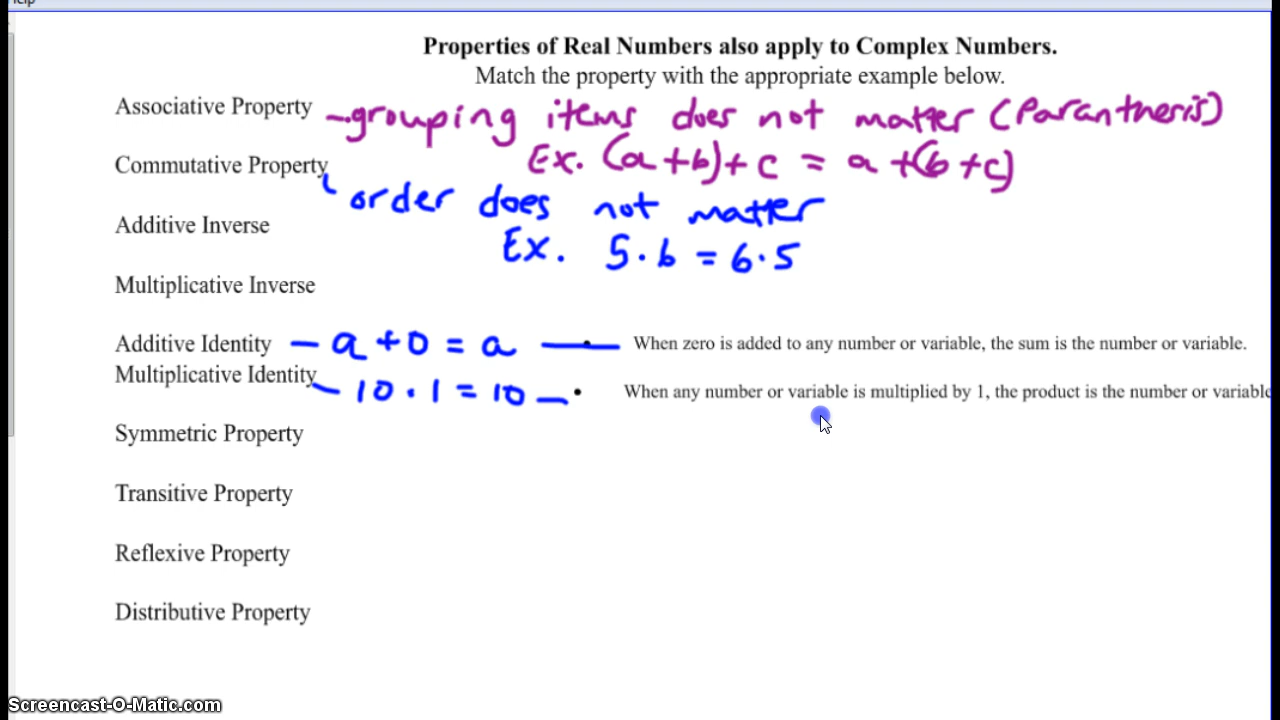 Properties of Real Numbers also apply to Complex Numbers.
Match the property with the appropriate example below.
Associative Property – grouping items does not matter (Paranthesis)
Ex. (a+b)+c = a+(b+c)
Commutative Property
order does not matter
Additive Inverse
Ex. 5·6 = 6·5
Multiplicative Inverse
Additive Identity – a+0 = a — When zero is added to any number or variable, the sum is the number or variable.
Multiplicative Identity – 10·1 = 10 – • When any number or variable is multiplied by 1, the product is the number or variable
Symmetric Property
Transitive Property
Reflexive Property
Distributive Property
Screencast-O-Matic.com